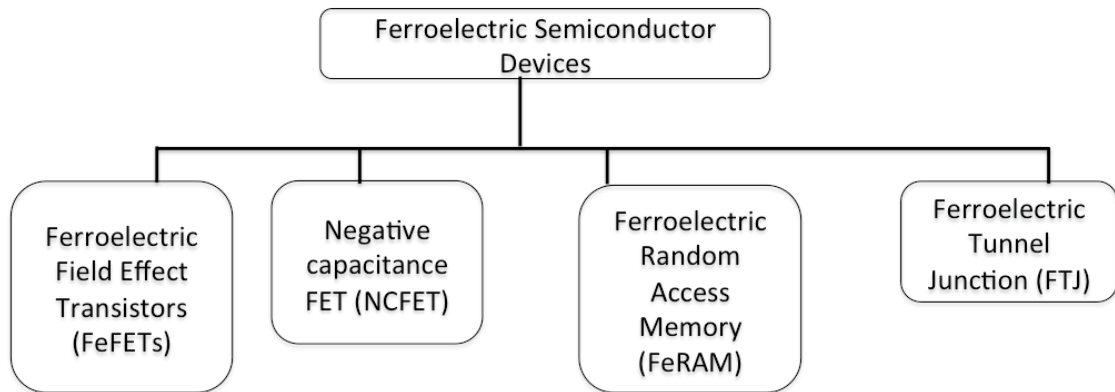 Ferroelectric Semiconductor
Devices
Ferroelectric
Field Effect
Transistors
(FeFETs)
Negative
capacitance
FET (NCFET)
Ferroelectric
Random
Access
Memory
(FeRAM)
Ferroelectric
Tunnel
Junction (FTJ)